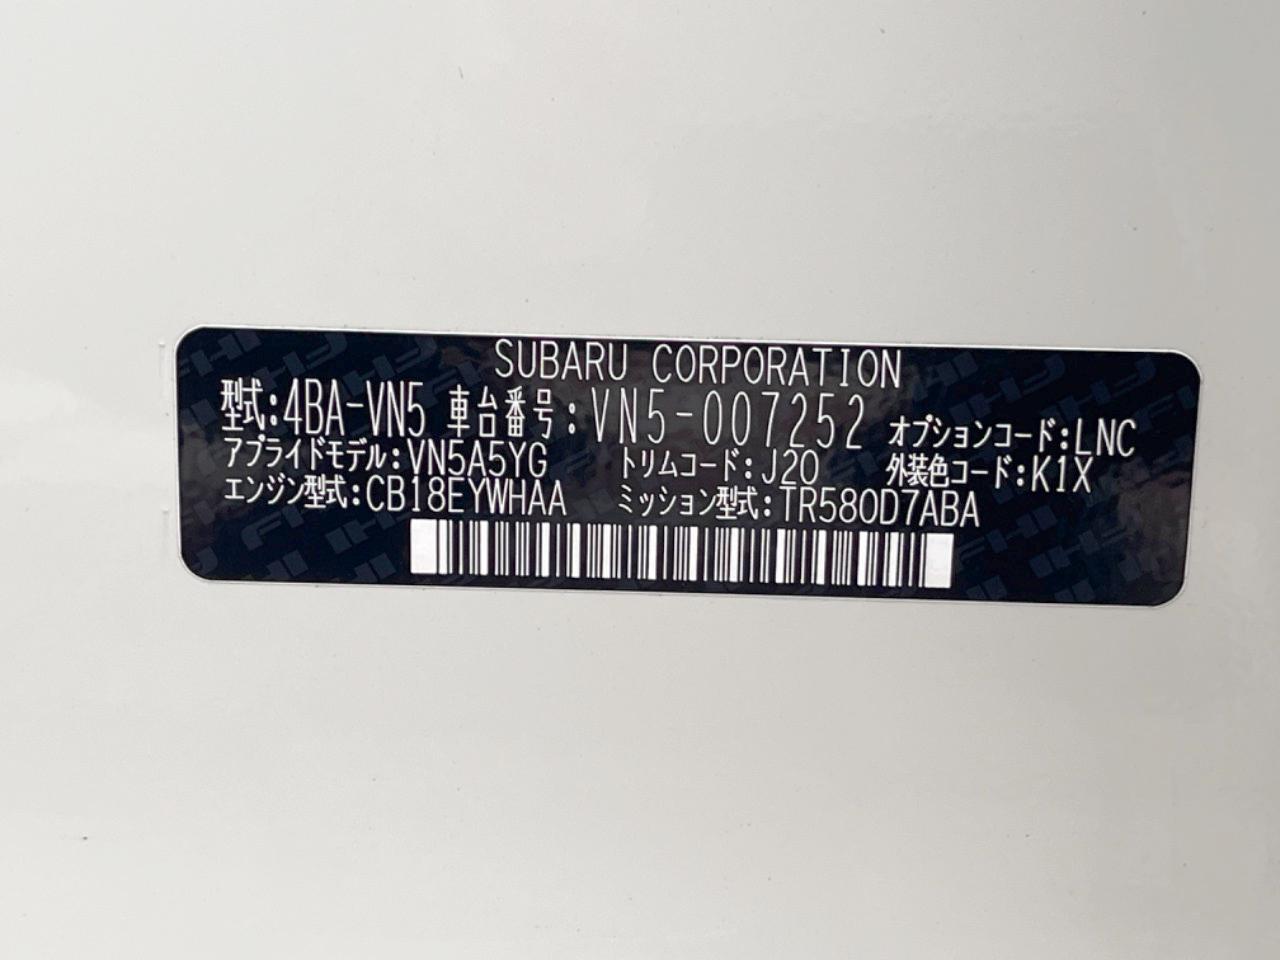 SUBARU CORPORATION
型式:4BA-VN5 車台番号:VN5-007252 オプションコード:LNC
アプライドモデル:VN5A5YG トリムコード:J20 外装色コード:K1X
エンジン型式:CB18EYWHAA ミッション型式:TR580D7ABA